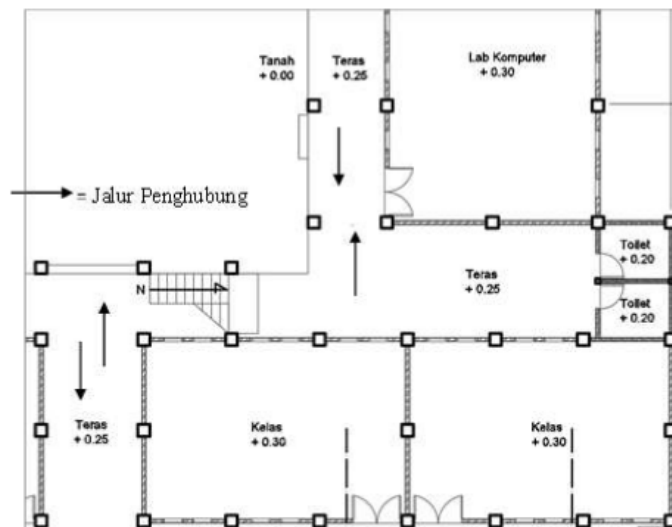 Tanah
+ 0.00
Teras
+ 0.25
Lab Komputer
+ 0.30
= Jalur Penghubung
Toilet
+ 0.20
Teras
+ 0.25
N
Toilet
+ 0.20
Teras
+ 0.25
Kelas
+ 0.30
Kelas
+ 0.30